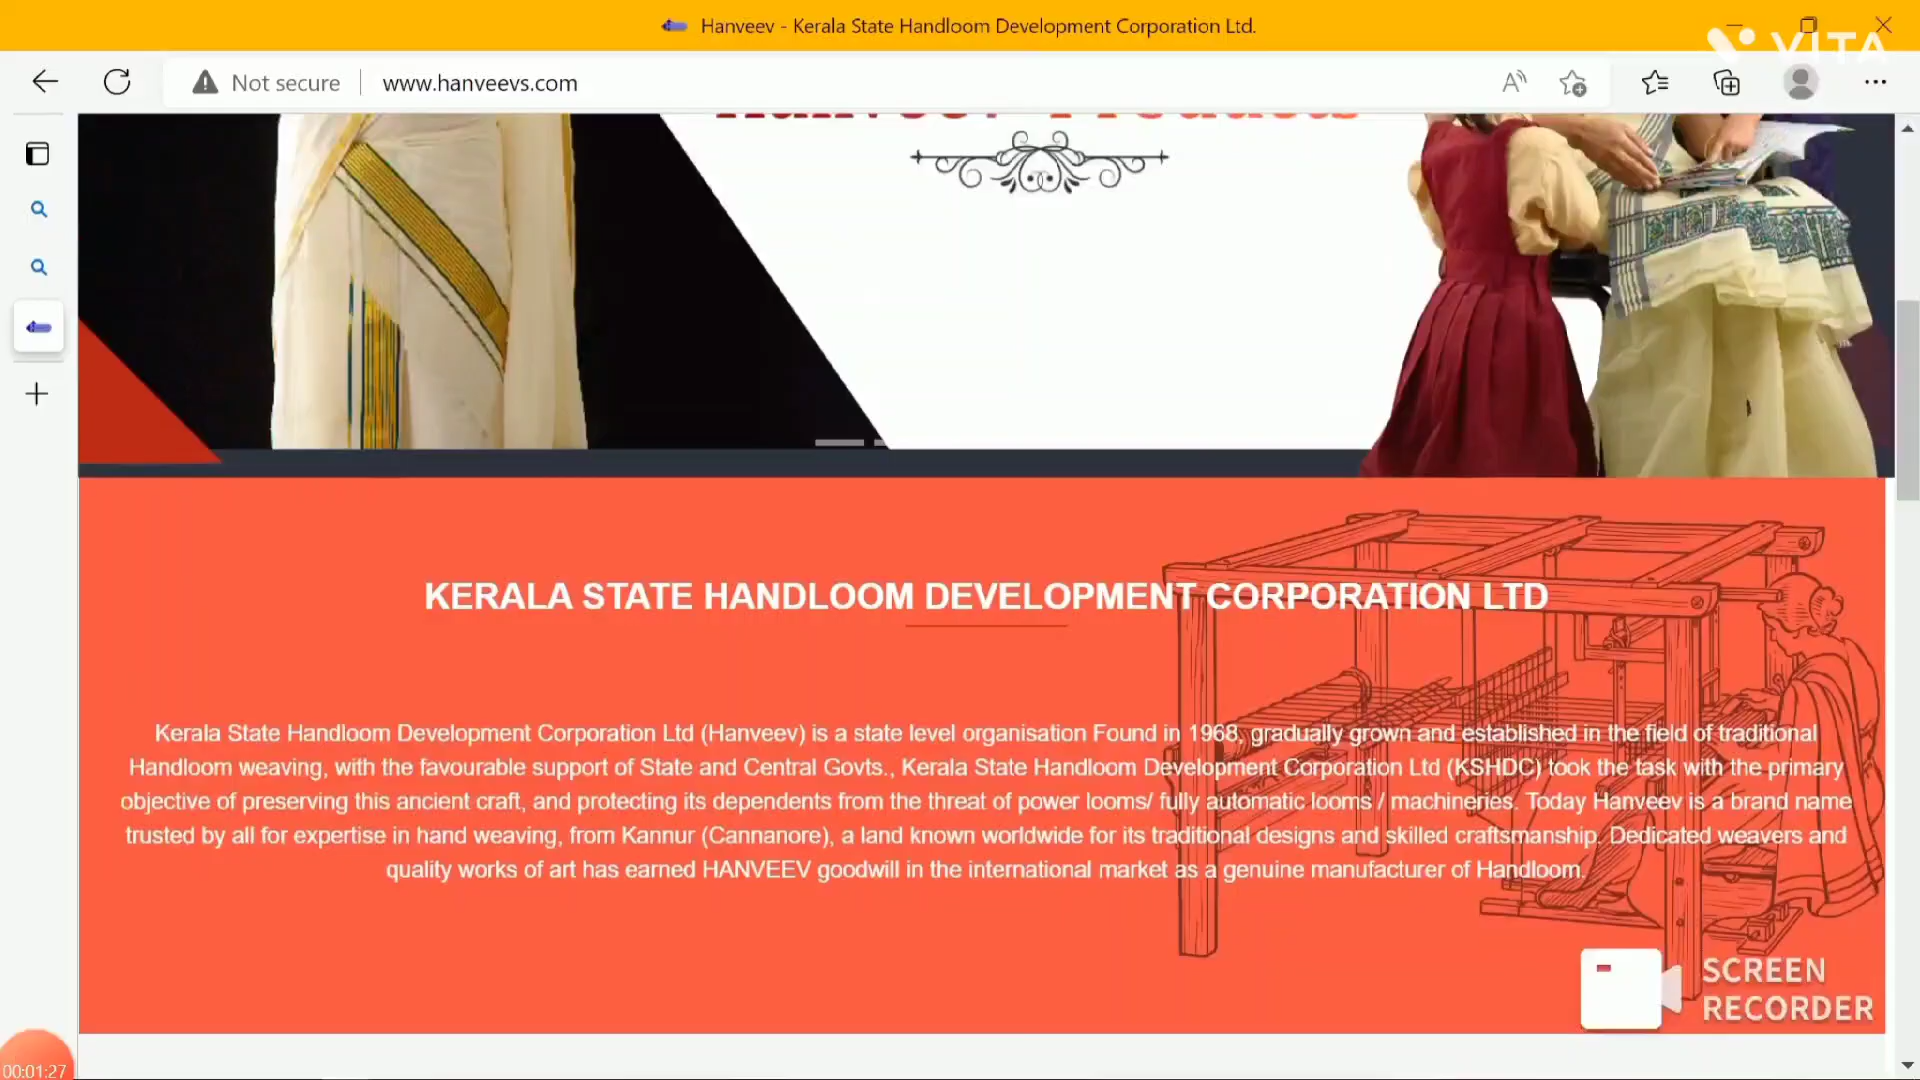 Hanveev - Kerala State Handloom Development Corporation Ltd.
VITA
Not secure
www.hanveevs.com
Hanveev Products
KERALA STATE HANDLOOM DEVELOPMENT CORPORATION LTD
Kerala State Handloom Development Corporation Ltd (Hanveev) is a state level organisation Found in 1968, gradually grown and established in the field of traditional
Handloom weaving, with the favourable support of State and Central Govts., Kerala State Handloom Development Corporation Ltd (KSHDC) took the task with the primary
objective of preserving this ancient craft, and protecting its dependents from the threat of power looms/ fully automatic looms / machineries. Today Hanveev is a brand name
trusted by all for expertise in hand weaving, from Kannur (Cannanore), a land known worldwide for its traditional designs and skilled craftsmanship. Dedicated weavers and
quality works of art has earned HANVEEV goodwill in the international market as a genuine manufacturer of Handloom.
SCREEN
RECORDER
00:01:27